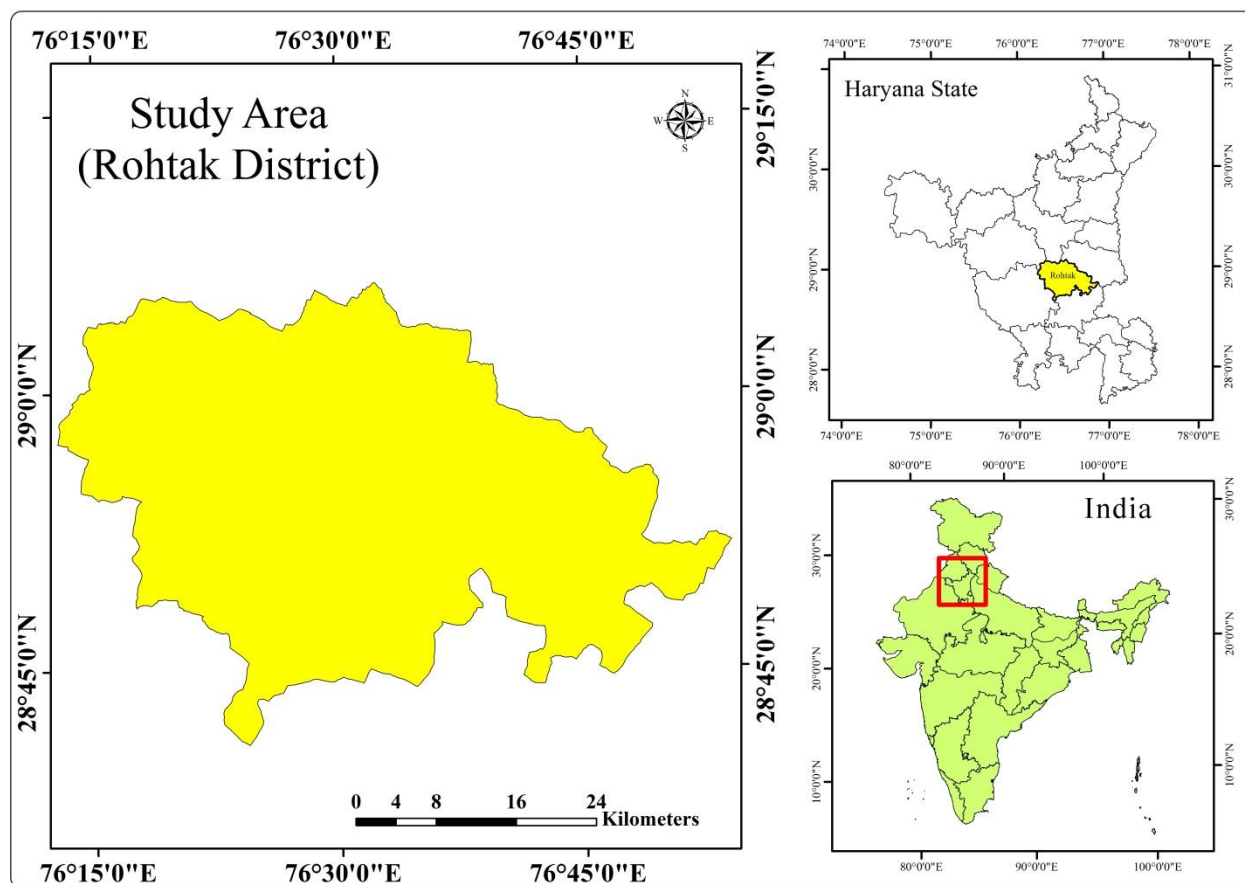 76°15'0"E 76°30'0"E 76°45'0"E
Study Area
(Rohtak District)
N
W E
S
29°15'0"N
29°0'0"N
29°0'0"N
28°45'0"N
28°45'0"N
0 4 8 16 24
Kilometers
76°15'0"E 76°30'0"E 76°45'0"E
74°0'0"E 75°0'0"E 76°0'0"E 77°0'0"E 78°0'0"E
Haryana State
31°0'0"N
30°0'0"N
30°0'0"N
29°0'0"N
29°0'0"N
Rohtak
28°0'0"N
28°0'0"N
74°0'0"E 75°0'0"E 76°0'0"E 77°0'0"E 78°0'0"E
80°0'0"E 90°0'0"E 100°0'0"E
India
30°0'0"N
30°0'0"N
20°0'0"N
20°0'0"N
10°0'0"N
10°0'0"N
80°0'0"E 90°0'0"E 100°0'0"E